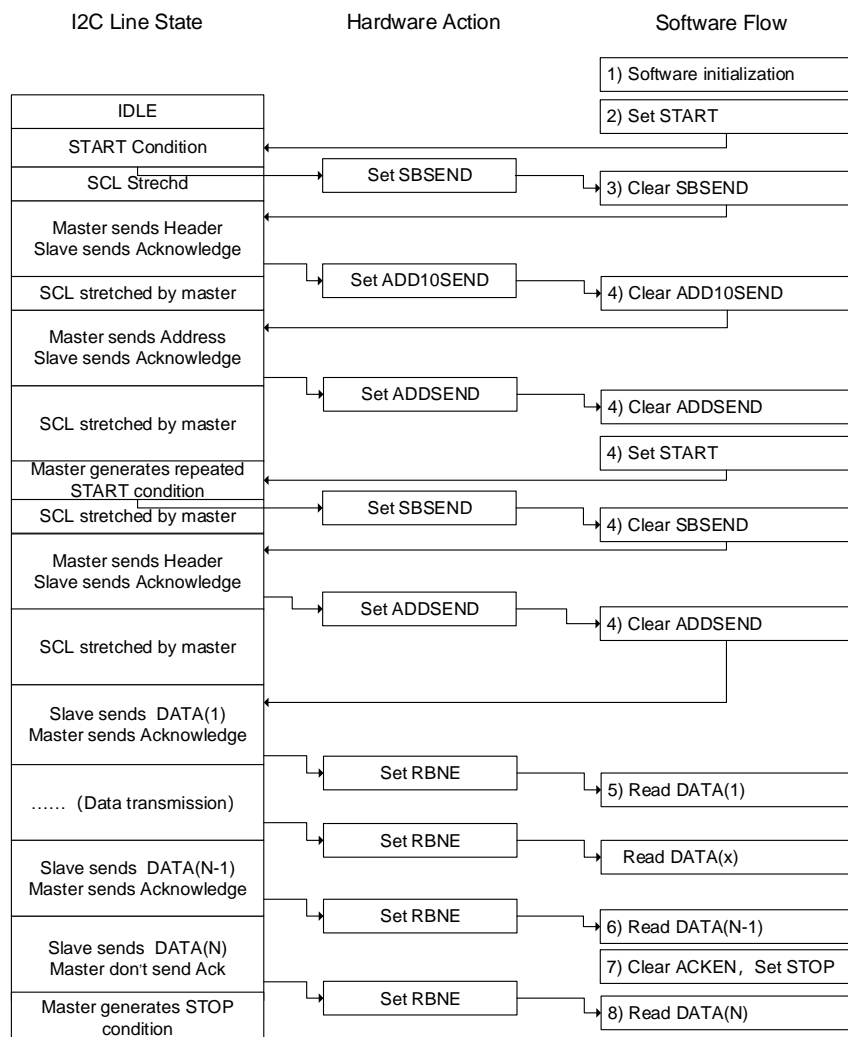 I2C Line State
Hardware Action
Software Flow
1) Software initialization
IDLE
2) Set START
START Condition
SCL Strechd
Set SBSEND
3) Clear SBSEND
Master sends Header
Slave sends Acknowledge
Set ADD10SEND
SCL stretched by master
4) Clear ADD10SEND
Master sends Address
Slave sends Acknowledge
Set ADDSEND
4) Clear ADDSEND
SCL stretched by master
4) Set START
Master generates repeated
START condition
Set SBSEND
SCL stretched by master
4) Clear SBSEND
Master sends Header
Slave sends Acknowledge
Set ADDSEND
4) Clear ADDSEND
SCL stretched by master
Slave sends DATA(1)
Master sends Acknowledge
Set RBNE
5) Read DATA(1)
…… (Data transmission)
Set RBNE
Read DATA(x)
Slave sends DATA(N-1)
Master sends Acknowledge
Set RBNE
6) Read DATA(N-1)
Slave sends DATA(N)
Master don't send Ack
7) Clear ACKEN，Set STOP
Set RBNE
8) Read DATA(N)
Master generates STOP
condition